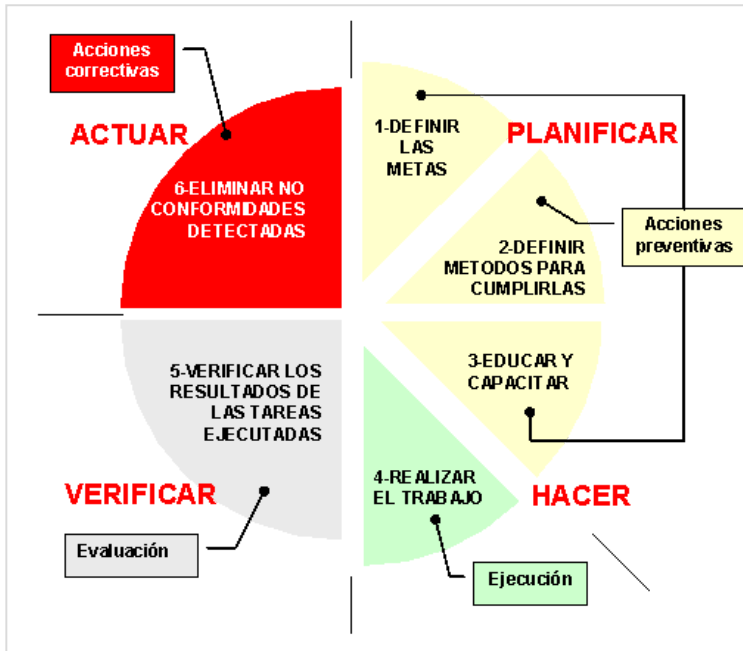 Acciones
correctivas
ACTUAR
6-ELIMINAR NO
CONFORMIDADES
DETECTADAS
1-DEFINIR
LAS
METAS
PLANIFICAR
2-DEFINIR
METODOS PARA
CUMPLIRLAS
Acciones
preventivas
3-EDUCAR Y
CAPACITAR
HACER
4-REALIZAR
EL TRABAJO
Ejecución
5-VERIFICAR LOS
RESULTADOS DE
LAS TAREAS
EJECUTADAS
VERIFICAR
Evaluación